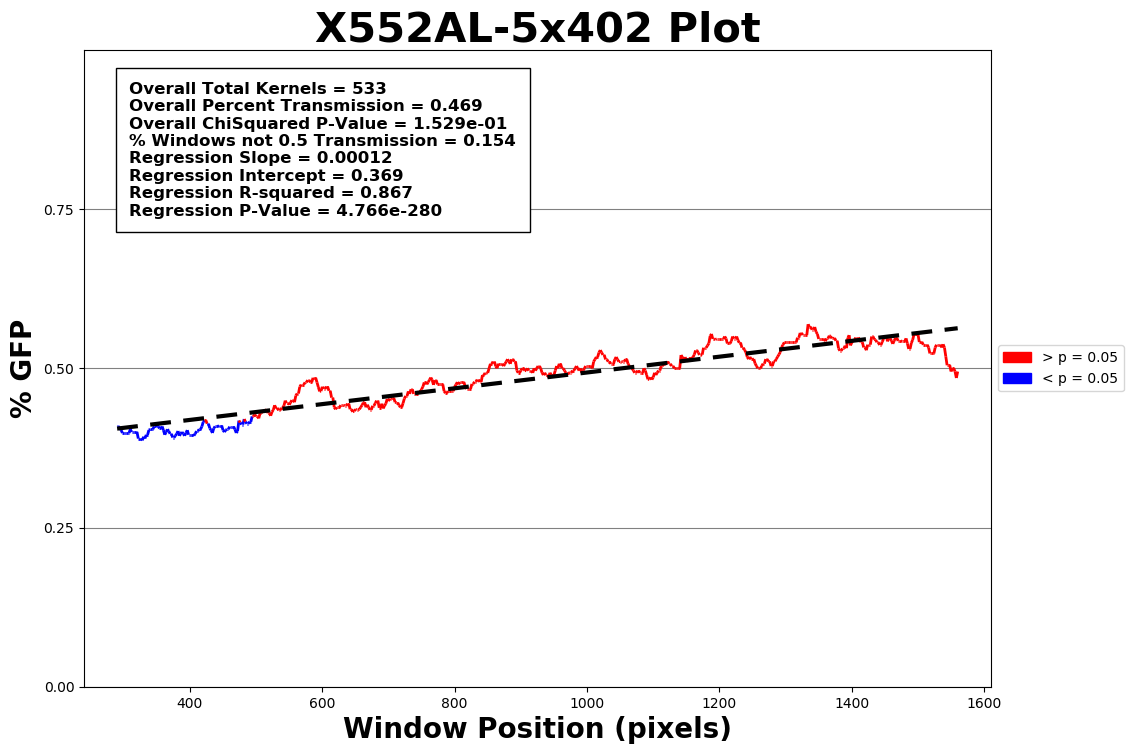 X552AL-5x402 Plot
Overall Total Kernels = 533
Overall Percent Transmission = 0.469
Overall ChiSquared P-Value = 1.529e-01
% Windows not 0.5 Transmission = 0.154
Regression Slope = 0.00012
Regression Intercept = 0.369
Regression R-squared = 0.867
Regression P-Value = 4.766e-280
% GFP
0.75
0.50
0.25
0.00
> p = 0.05
< p = 0.05
400 600 800 1000 1200 1400 1600
Window Position (pixels)